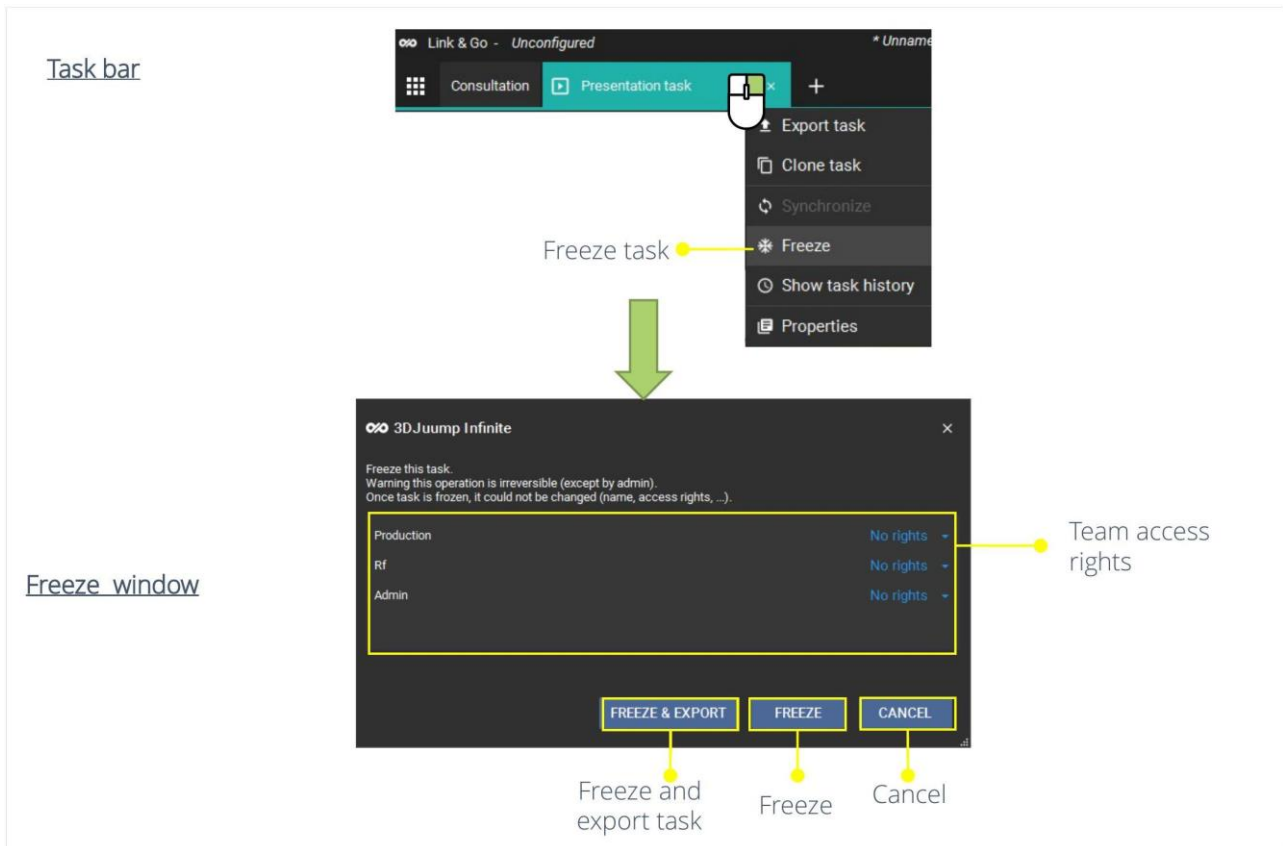 Task bar
Link & Go - Unconfigured * Unname
Consultation Presentation task × +
Export task
Clone task
Synchronize
Freeze task
Freeze
Show task history
Properties
3DJuump Infinite ×
Freeze this task.
Warning this operation is irreversible (except by admin).
Once task is frozen, it could not be changed (name, access rights, ...).
Production No rights
Rf No rights
Admin No rights
Team access
rights
Freeze window
FREEZE & EXPORT FREEZE CANCEL
Freeze and
export task
Freeze
Cancel